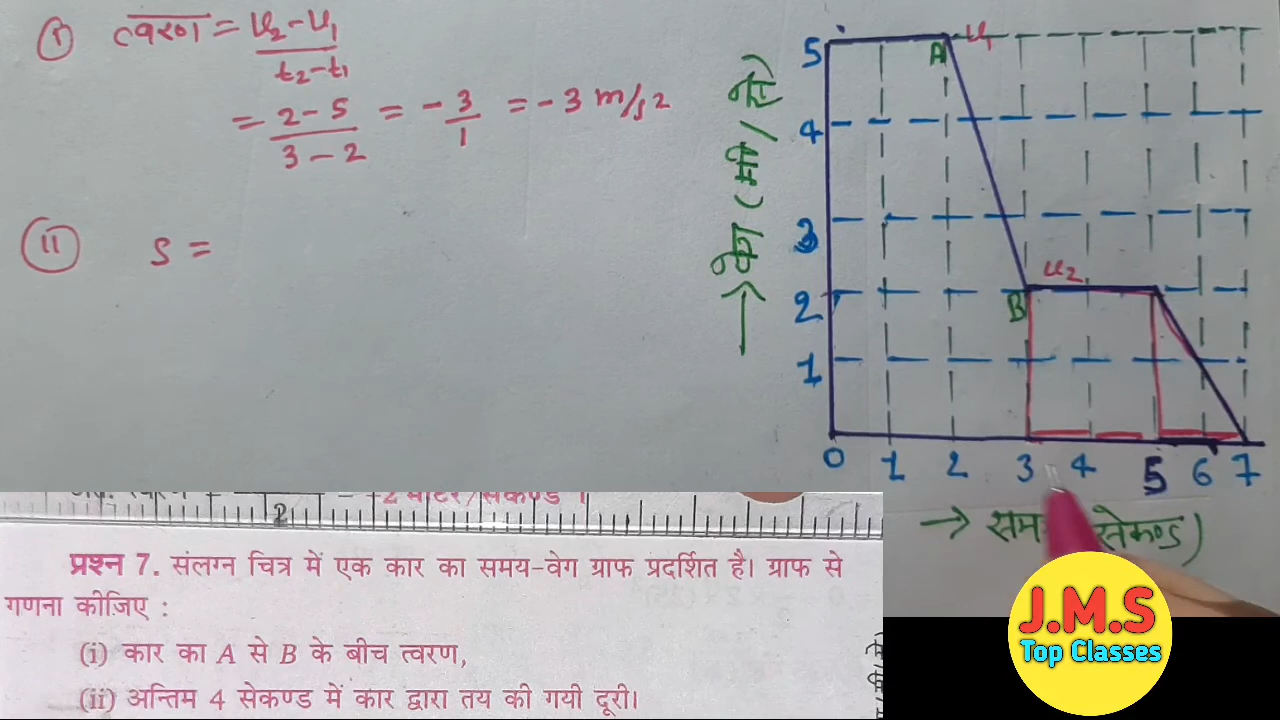 (i) त्वरण = u₂-u₁ / t₂-t₁
= 2-5 / 3-2 = -3/1 = -3 m/s²
(ii) S =
→ वेग (मी / से)
5
4
3
2
1
A u₁
B u₂
0 1 2 3 4 5 6 7
→ सम सेकण्ड)
2
प्रश्न 7. संलग्न चित्र में एक कार का समय-वेग ग्राफ प्रदर्शित है। ग्राफ से
गणना कीजिए :
(i) कार का A से B के बीच त्वरण,
(ii) अन्तिम 4 सेकण्ड में कार द्वारा तय की गयी दूरी।
J.M.S
Top Classes